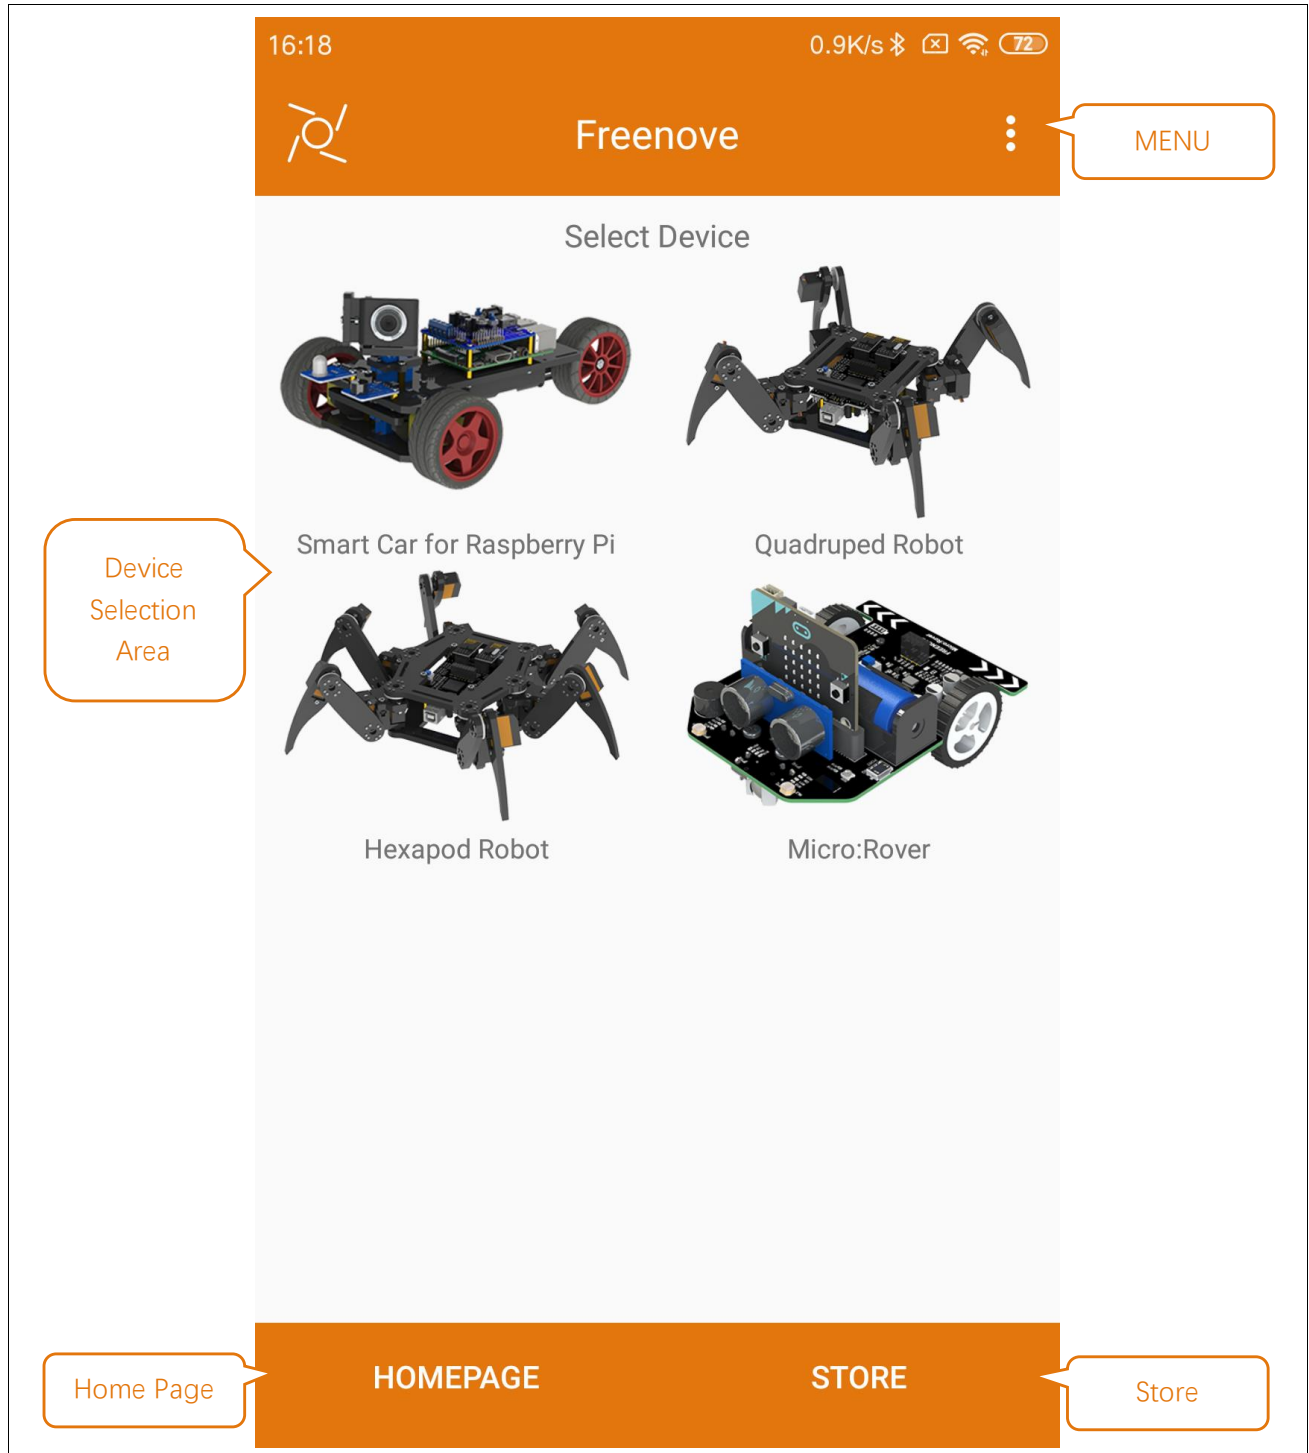 16:18
0.9K/s
72
Freenove
MENU
Select Device
Smart Car for Raspberry Pi
Quadruped Robot
Device
Selection
Area
Hexapod Robot
Micro:Rover
HOMEPAGE
STORE
Home Page
Store